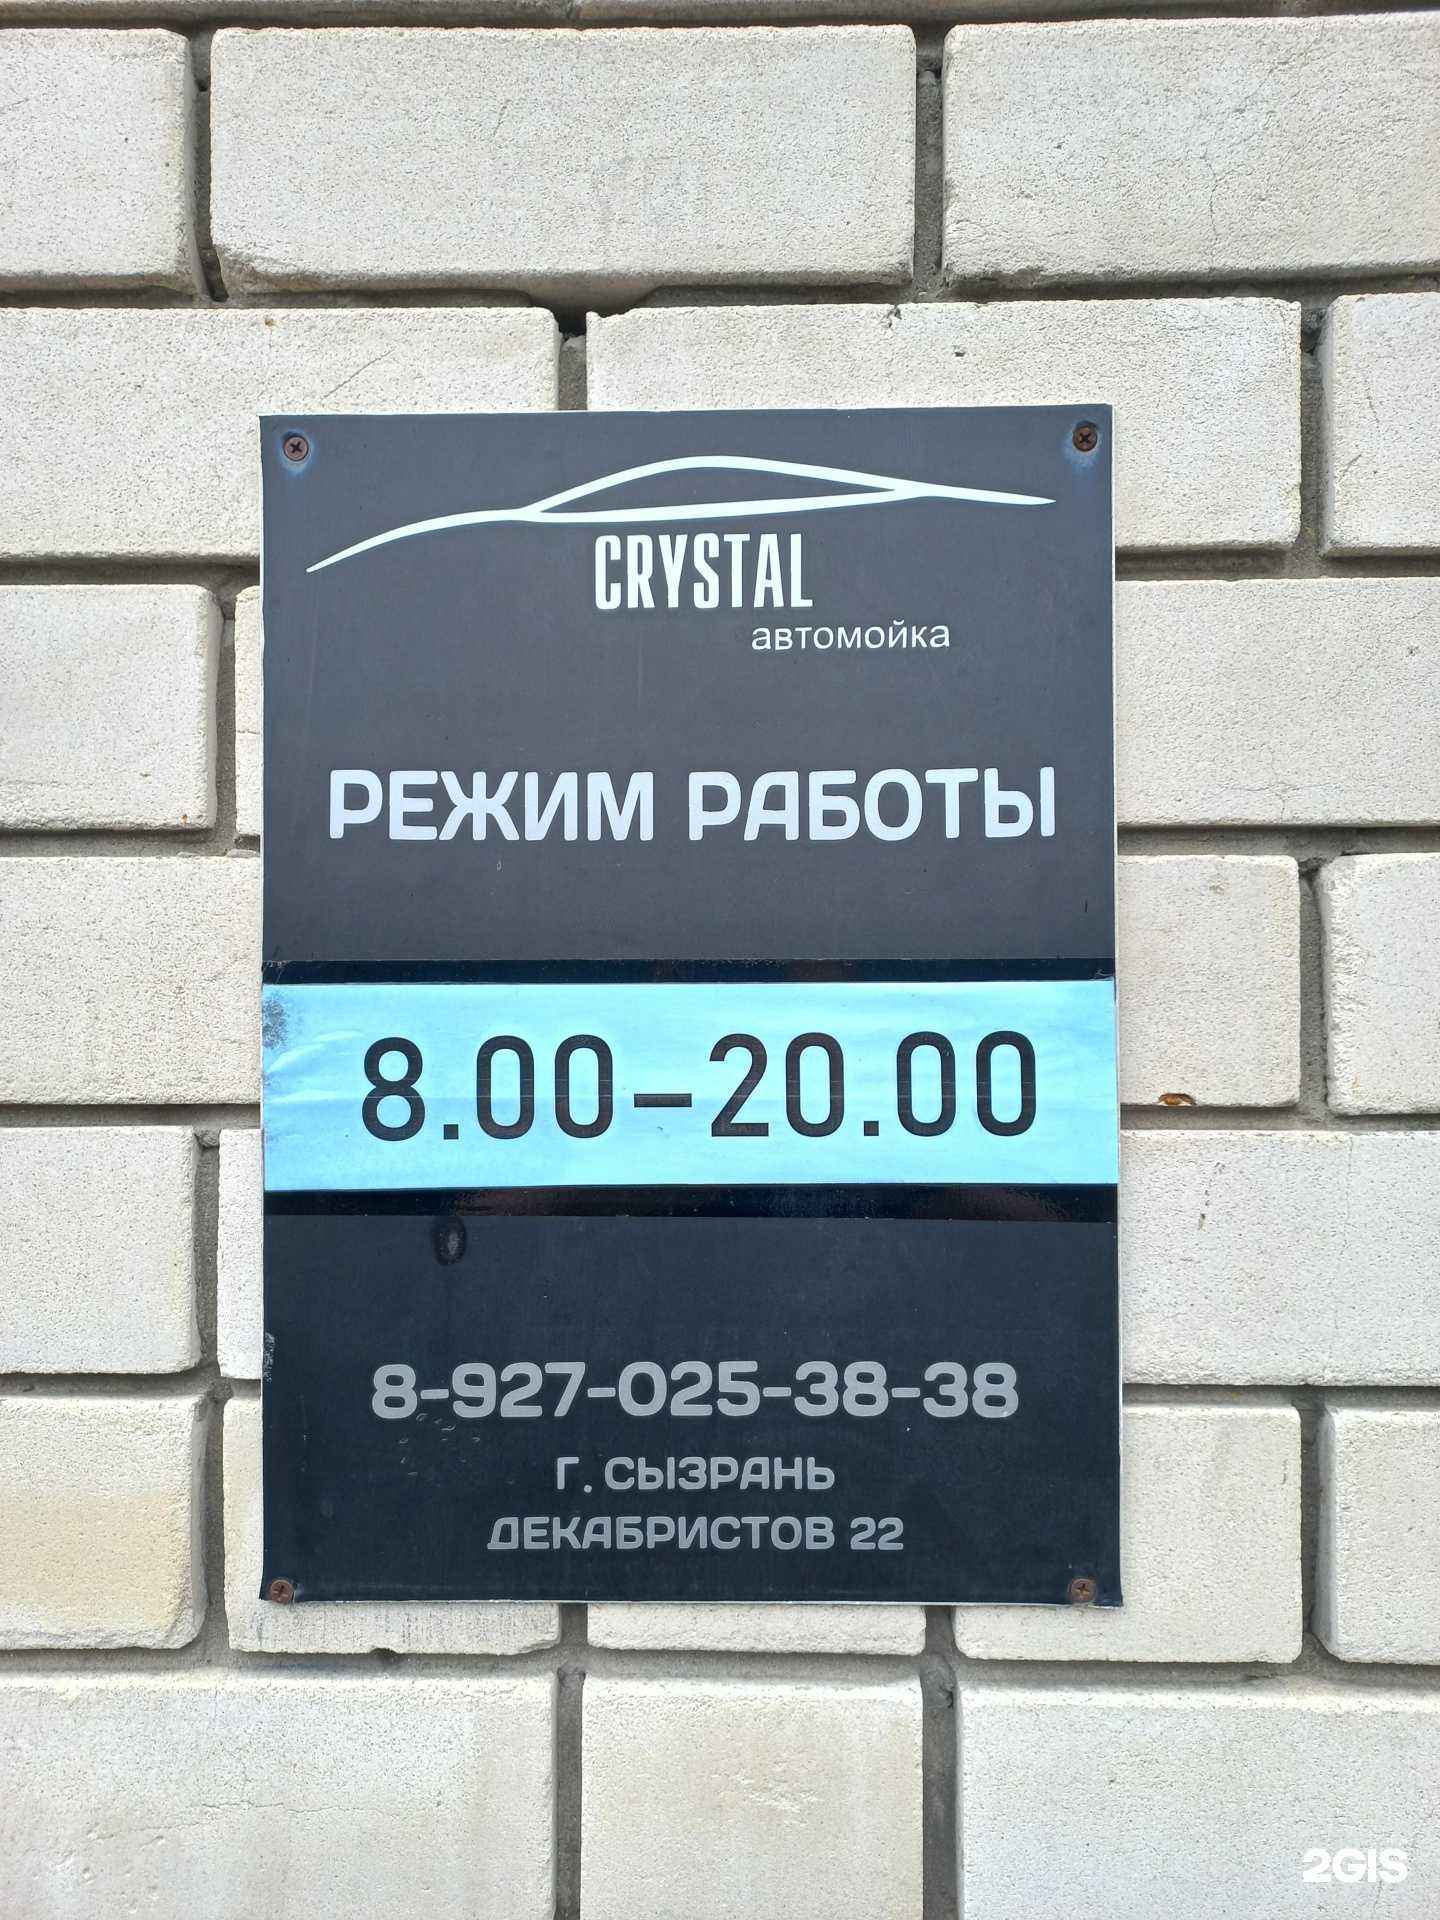 CRYSTAL
автомойка
РЕЖИМ РАБОТЫ
8.00-20.00
8-927-025-38-38
Г. СЫЗРАНЬ
ДЕКАБРИСТОВ 22
2GIS